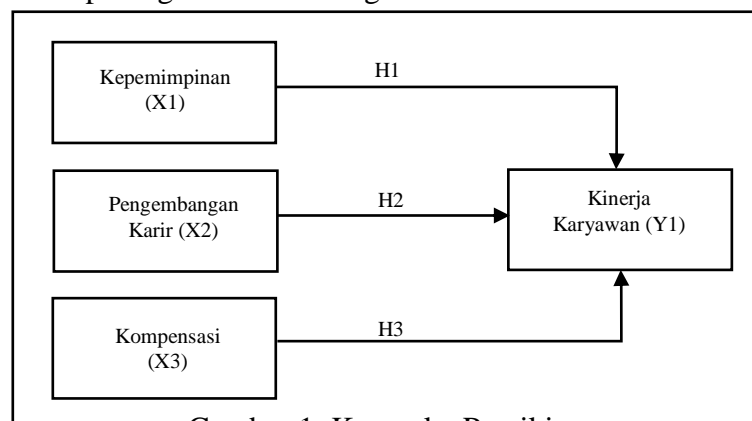 Kepemimpinan
(X1)
H1
Pengembangan
Karir (X2)
H2
Kinerja
Karyawan (Y1)
Kompensasi
(X3)
H3